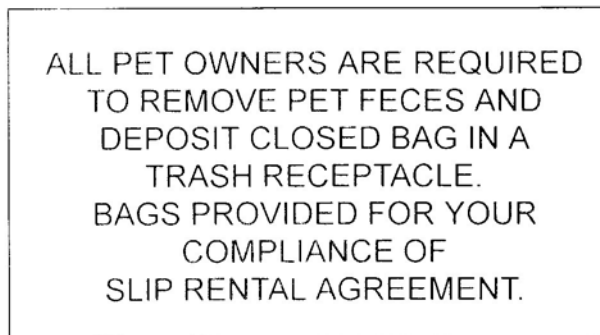 ALL PET OWNERS ARE REQUIRED
TO REMOVE PET FECES AND
DEPOSIT CLOSED BAG IN A
TRASH RECEPTACLE.
BAGS PROVIDED FOR YOUR
COMPLIANCE OF
SLIP RENTAL AGREEMENT.